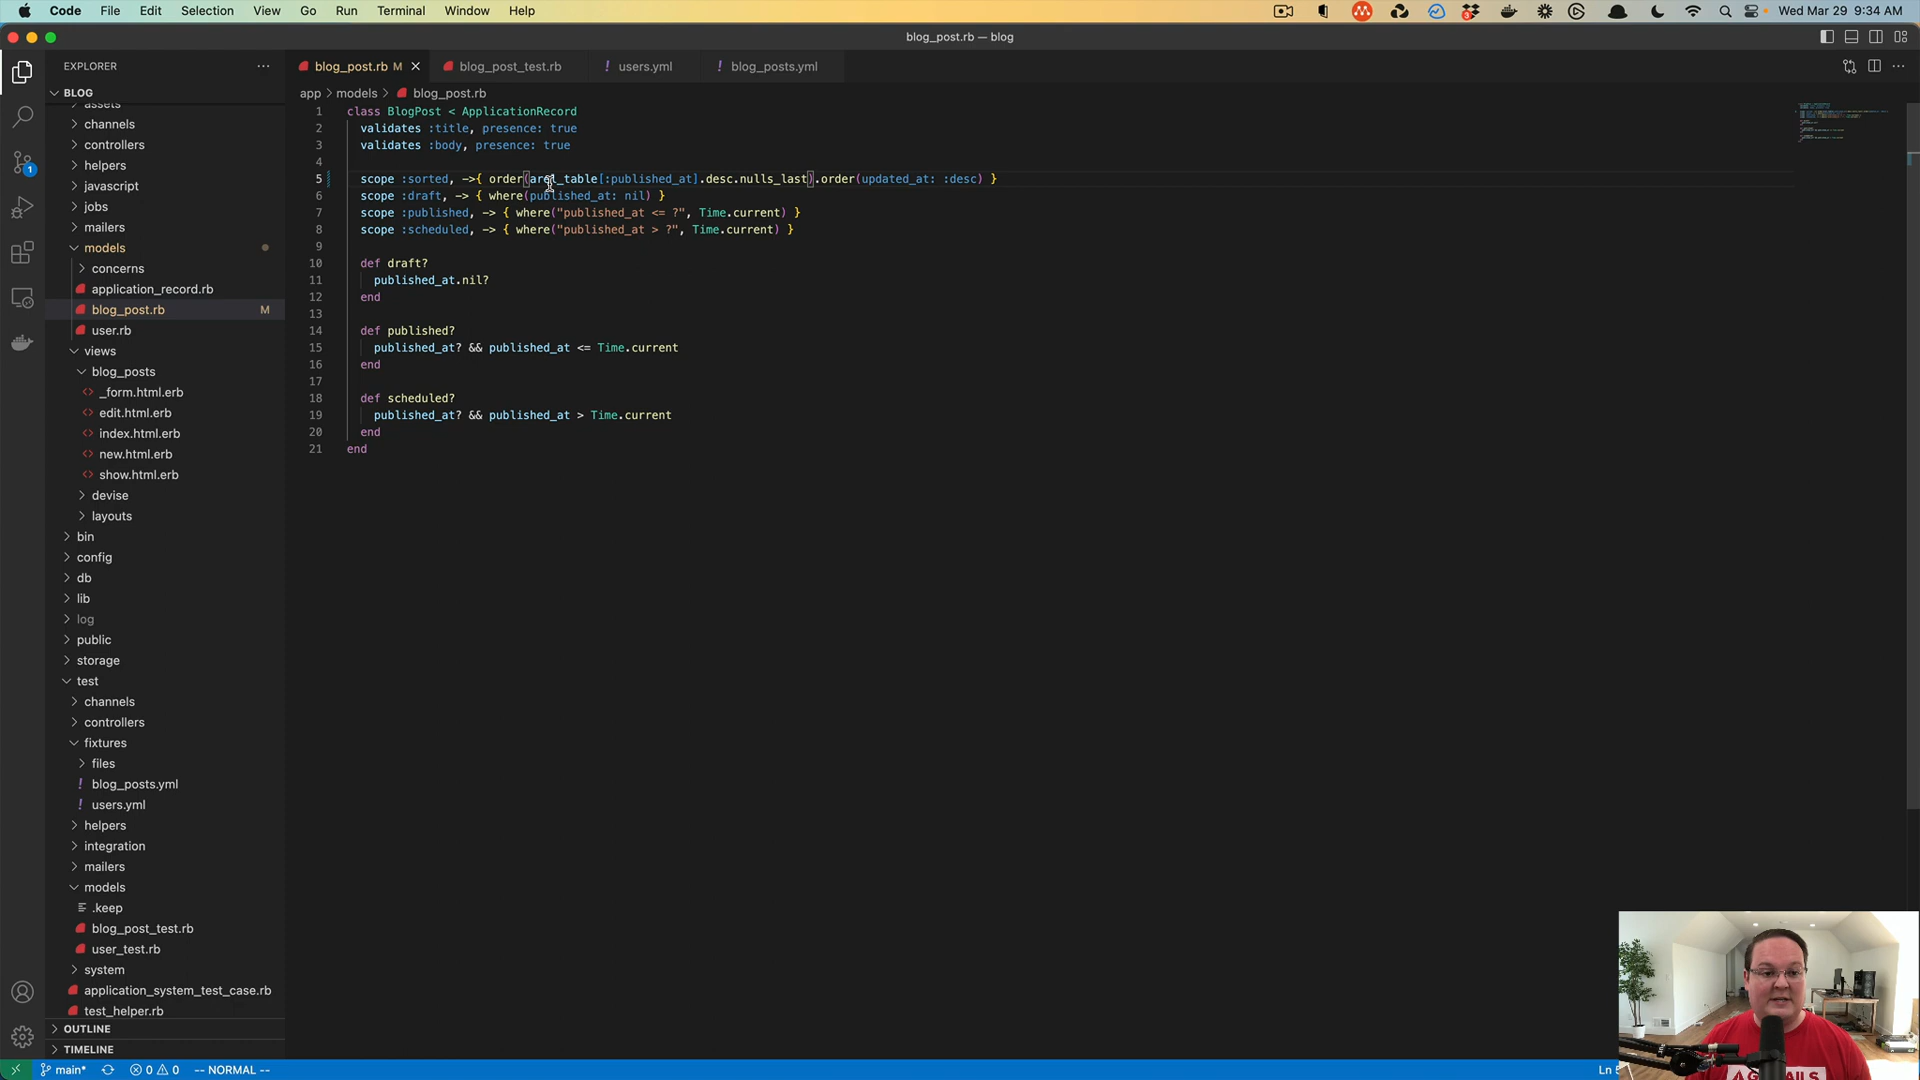 Code File Edit Selection View Go Run Terminal Window Help
3
Wed Mar 29 9:34 AM
blog_post.rb — blog
EXPLORER
BLOG
assets
channels
controllers
helpers
javascript
jobs
mailers
models
concerns
application_record.rb
blog_post.rb M
user.rb
views
blog_posts
_form.html.erb
edit.html.erb
index.html.erb
new.html.erb
show.html.erb
devise
layouts
bin
config
db
lib
log
public
storage
test
channels
controllers
fixtures
files
blog_posts.yml
users.yml
helpers
integration
mailers
models
.keep
blog_post_test.rb
user_test.rb
system
application_system_test_case.rb
test_helper.rb
OUTLINE
TIMELINE
1
blog_post.rb M
blog_post_test.rb
! users.yml
! blog_posts.yml
app > models > blog_post.rb
1 class BlogPost < ApplicationRecord
2 validates :title, presence: true
3 validates :body, presence: true
4
5 scope :sorted, ->{ order(arel_table[:published_at].desc.nulls_last).order(updated_at: :desc) }
6 scope :draft, -> { where(published_at: nil) }
7 scope :published, -> { where("published_at <= ?", Time.current) }
8 scope :scheduled, -> { where("published_at > ?", Time.current) }
9
10 def draft?
11 published_at.nil?
12 end
13
14 def published?
15 published_at? && published_at <= Time.current
16 end
17
18 def scheduled?
19 published_at? && published_at > Time.current
20 end
21 end
main* 0 0 -- NORMAL --
Ln